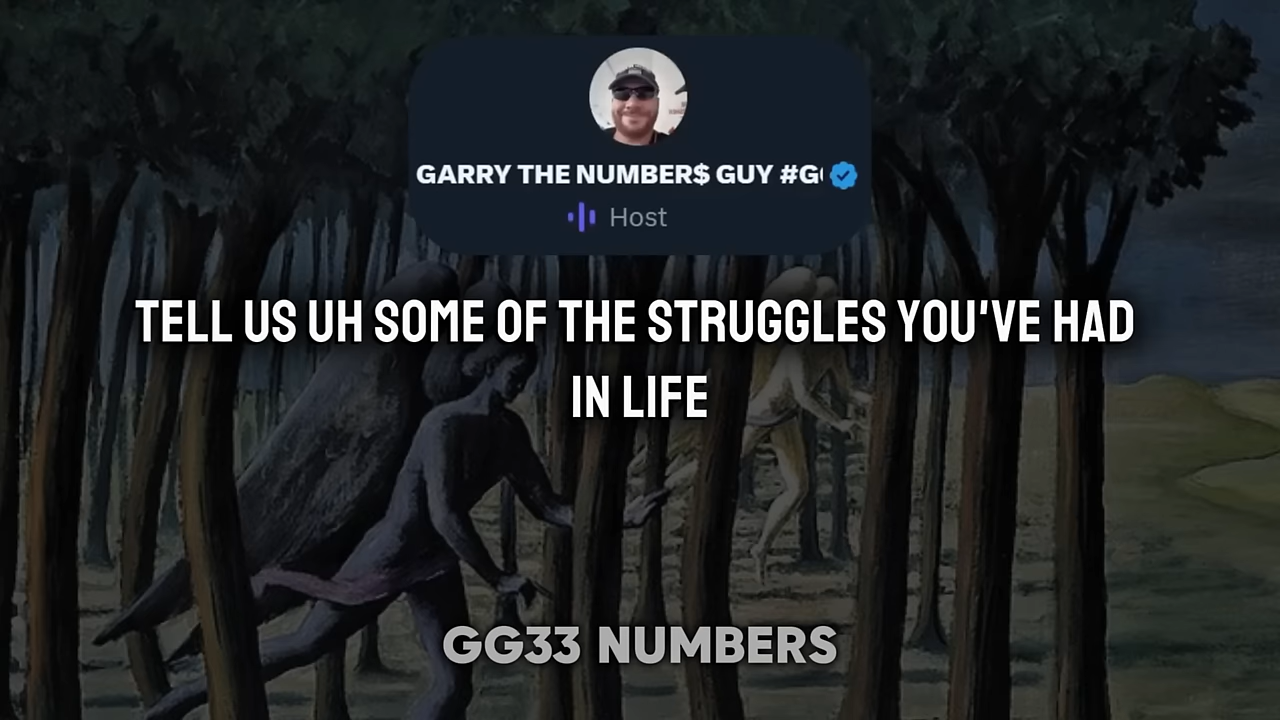 GARRY THE NUMBER$ GUY #G
Host
TELL US UH SOME OF THE STRUGGLES YOU'VE HAD
IN LIFE
GG33 NUMBERS